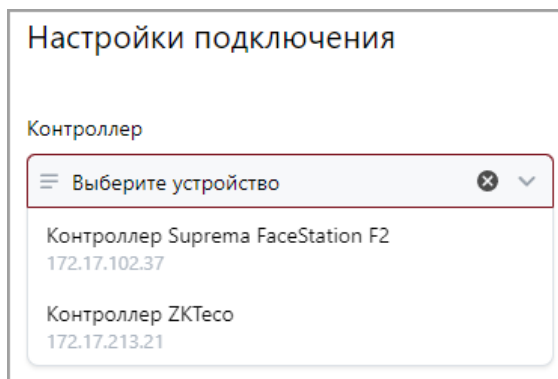 Настройки подключения
Контроллер
Выберите устройство
Контроллер Suprema FaceStation F2
172.17.102.37
Контроллер ZKTeco
172.17.213.21